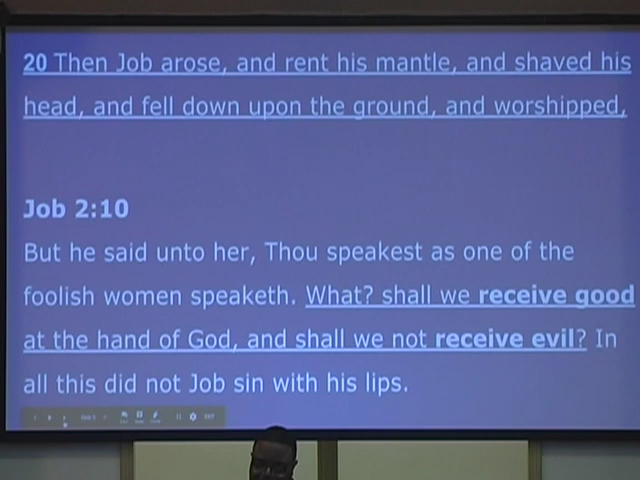 20 Then Job arose, and rent his mantle, and shaved his
head, and fell down upon the ground, and worshipped,
Job 2:10
But he said unto her, Thou speakest as one of the
foolish women speaketh. What? shall we receive good
at the hand of God, and shall we not receive evil? In
all this did not Job sin with his lips.